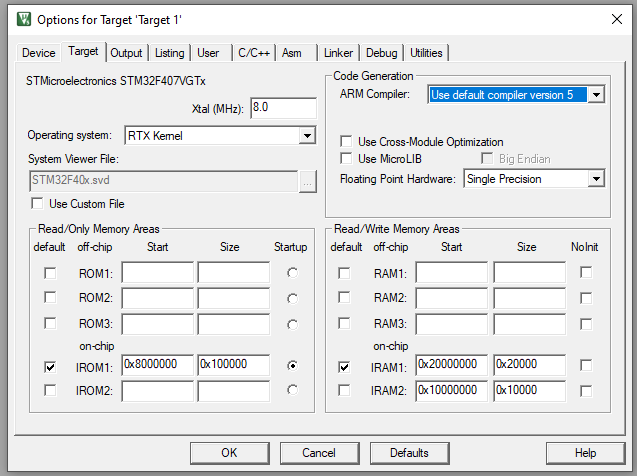 Options for Target 'Target 1'
Device Target Output Listing User C/C++ Asm Linker Debug Utilities
STMicroelectronics STM32F407VGTx
Xtal (MHz): 8.0
Operating system: RTX Kernel
System Viewer File:
STM32F40x.svd ...
Use Custom File
Code Generation
ARM Compiler: Use default compiler version 5
Use Cross-Module Optimization
Use MicroLIB Big Endian
Floating Point Hardware: Single Precision
Read/Only Memory Areas
default off-chip Start Size Startup
ROM1:
ROM2:
ROM3:
on-chip
IROM1: 0x8000000 0x100000
IROM2:
Read/Write Memory Areas
default off-chip Start Size NoInit
RAM1:
RAM2:
RAM3:
on-chip
IRAM1: 0x20000000 0x20000
IRAM2: 0x10000000 0x10000
OK Cancel Defaults Help